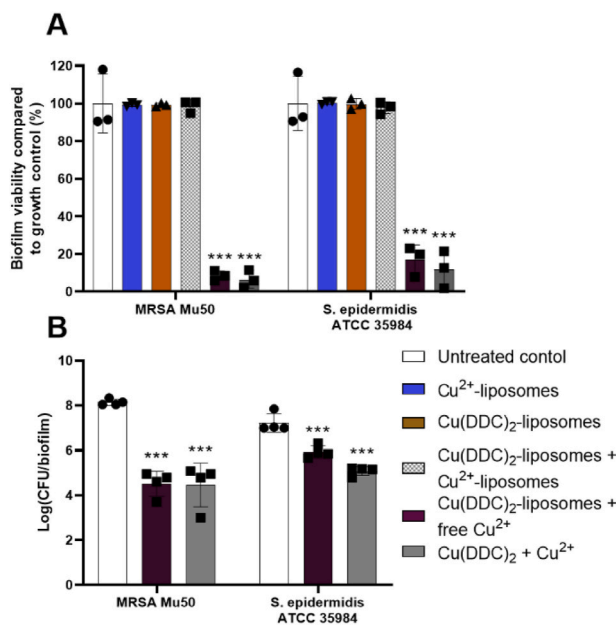 A
Biofilm viability compared
to growth control (%)
120
100
80
60
40
20
0
*** ***
***
***
MRSA Mu50
S. epidermidis
ATCC 35984
B
Log(CFU/biofilm)
10
8
6
4
2
0
*** ***
***
***
MRSA Mu50
S. epidermidis
ATCC 35984
Untreated contol
Cu²⁺-liposomes
Cu(DDC)₂-liposomes
Cu(DDC)₂-liposomes +
Cu²⁺-liposomes
Cu(DDC)₂-liposomes +
free Cu²⁺
Cu(DDC)₂ + Cu²⁺